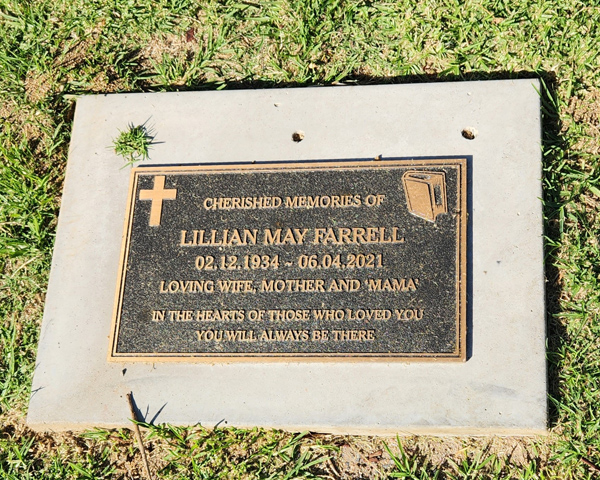 CHERISHED MEMORIES OF
LILLIAN MAY FARRELL
02.12.1934 ~ 06.04.2021
LOVING WIFE, MOTHER AND 'MAMA'
IN THE HEARTS OF THOSE WHO LOVED YOU
YOU WILL ALWAYS BE THERE